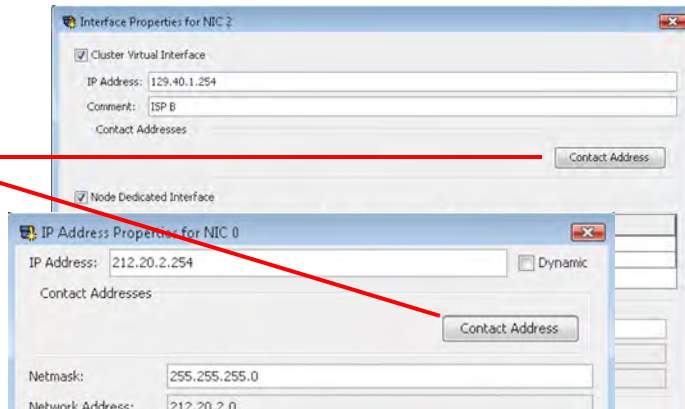 Interface Properties for NIC 2
Cluster Virtual Interface
IP Address: 129.40.1.254
Comment: ISP B
Contact Addresses
Contact Address
Node Dedicated Interface
IP Address Properties for NIC 0
IP Address: 212.20.2.254 Dynamic
Contact Addresses
Contact Address
Netmask: 255.255.255.0
Network Address: 212.20.2.0